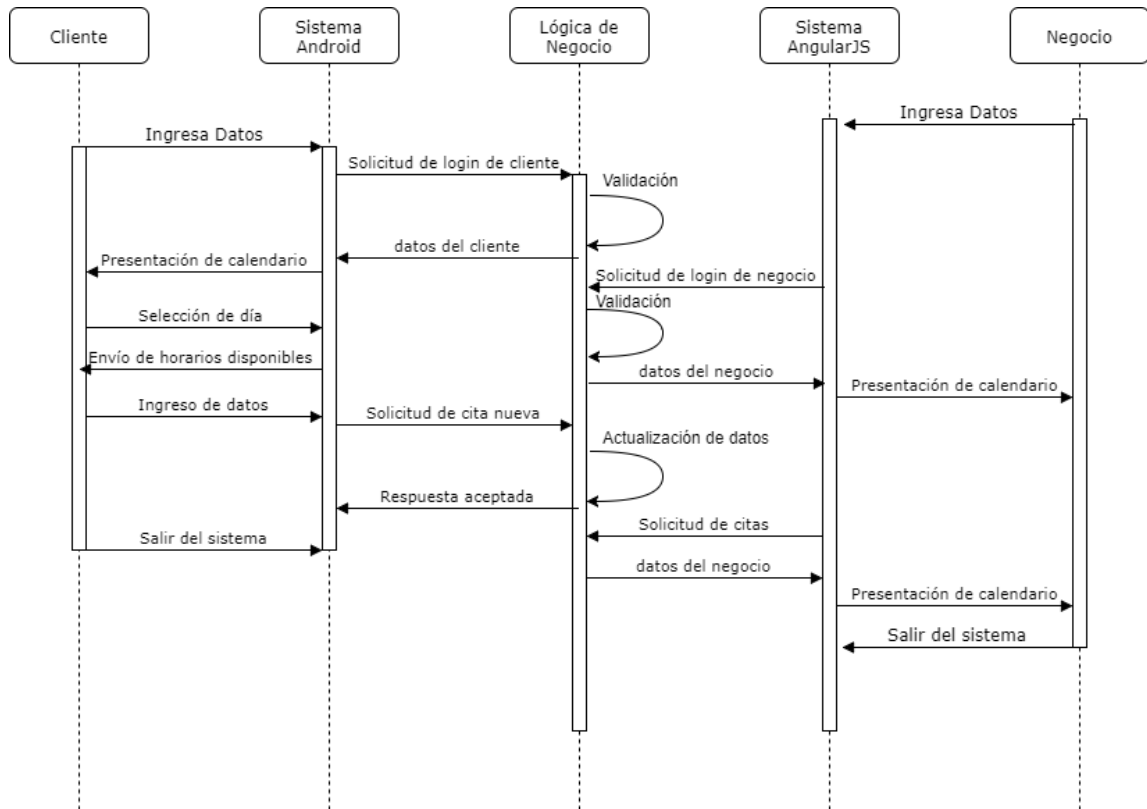 Cliente
Sistema
Android
Lógica de
Negocio
Sistema
AngularJS
Negocio
Ingresa Datos
Ingresa Datos
Solicitud de login de cliente
Validación
datos del cliente
Presentación de calendario
Solicitud de login de negocio
Validación
Selección de día
Envío de horarios disponibles
datos del negocio
Presentación de calendario
Ingreso de datos
Solicitud de cita nueva
Actualización de datos
Respuesta aceptada
Solicitud de citas
Salir del sistema
datos del negocio
Presentación de calendario
Salir del sistema